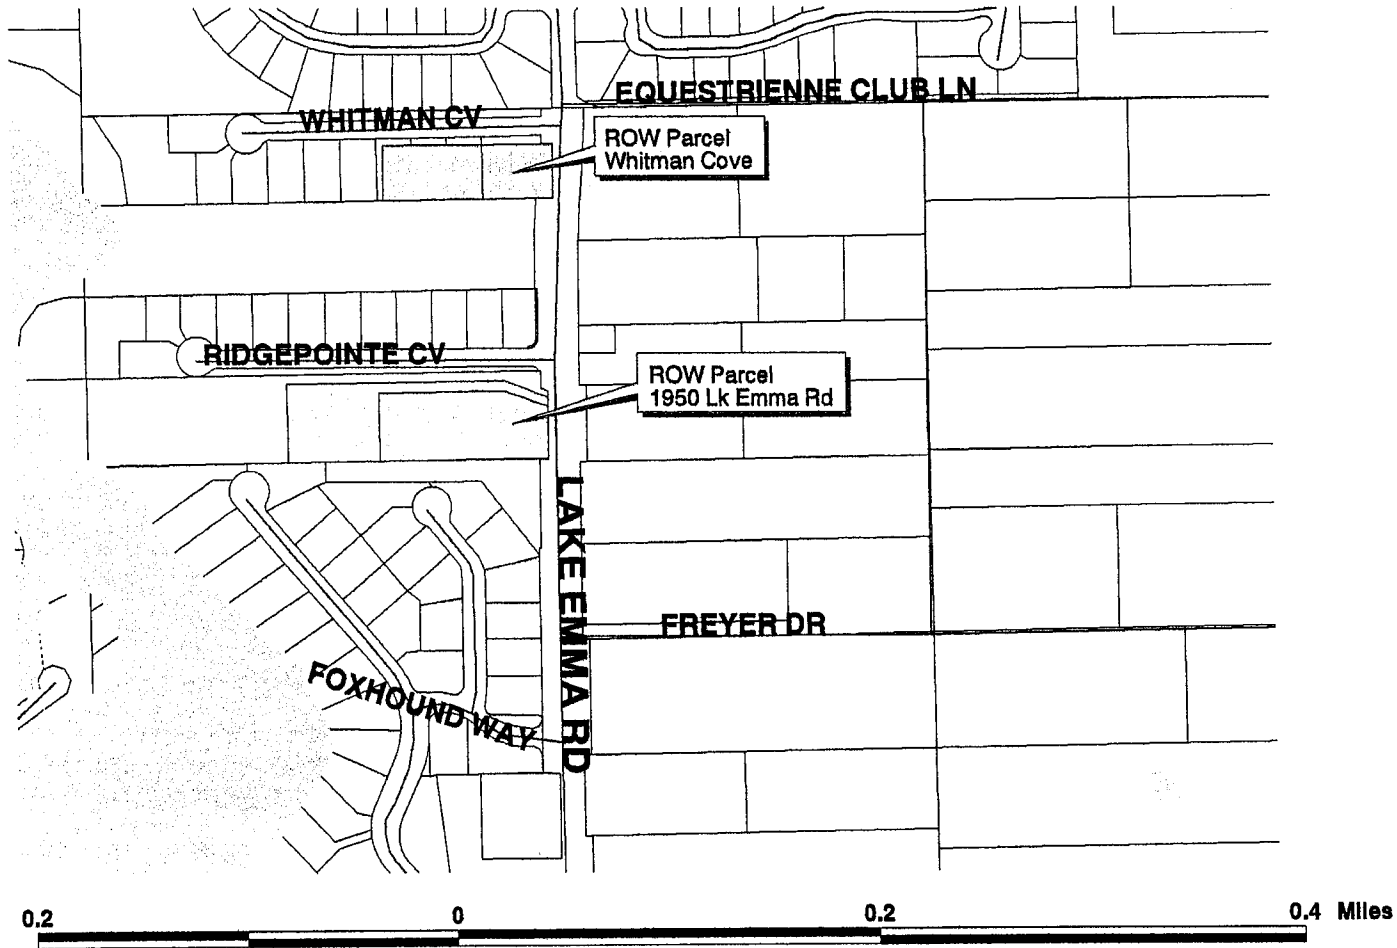 EQUESTRIENNE CLUB LN
WHITMAN CV
ROW Parcel
Whitman Cove
RIDGEPOINTE CV
ROW Parcel
1950 Lk Emma Rd
LAKE EMMA RD
FREYER DR
FOXHOUND WAY
0.2 0 0.2 0.4 Miles